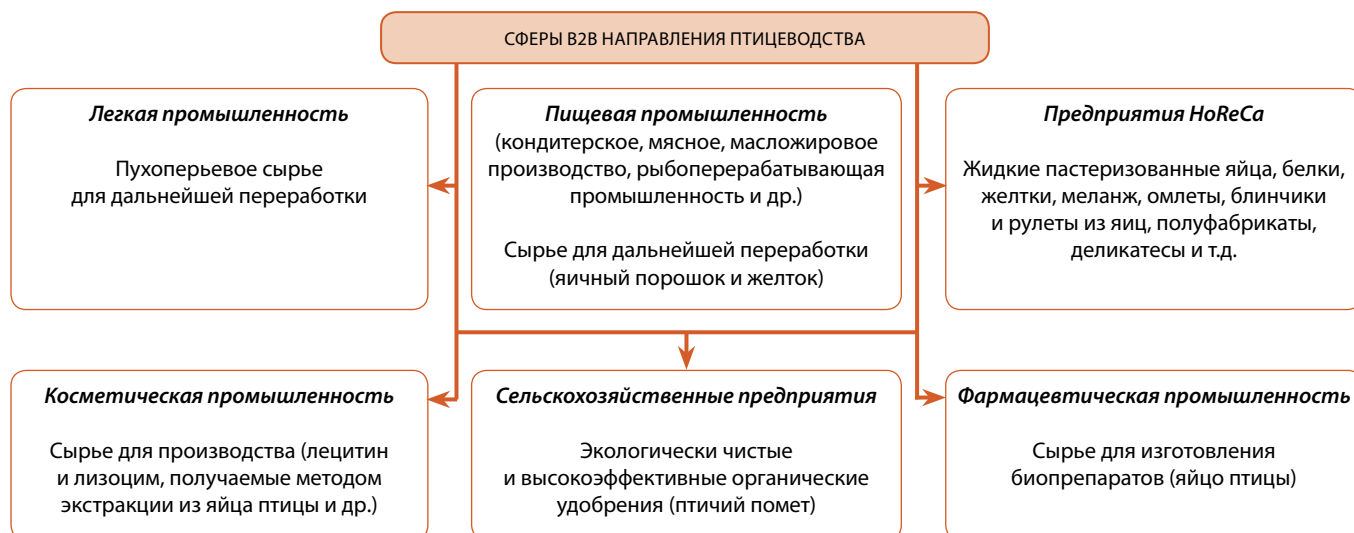 СФЕРЫ B2B НАПРАВЛЕНИЯ ПТИЦЕВОДСТВА
Легкая промышленность
Пухоперьевое сырье
для дальнейшей переработки
Пищевая промышленность
(кондитерское, мясное, масложировое
производство, рыбоперерабатывающая
промышленность и др.)
Сырье для дальнейшей переработки
(яичный порошок и желток)
Предприятия HoReCa
Жидкие пастеризованные яйца, белки,
желтки, меланж, омлеты, блинчики
и рулеты из яиц, полуфабрикаты,
деликатесы и т.д.
Косметическая промышленность
Сырье для производства (лецитин
и лизоцим, получаемые методом
экстракции из яйца птицы и др.)
Сельскохозяйственные предприятия
Экологически чистые
и высокоэффективные органические
удобрения (птичий помет)
Фармацевтическая промышленность
Сырье для изготовления
биопрепаратов (яйцо птицы)